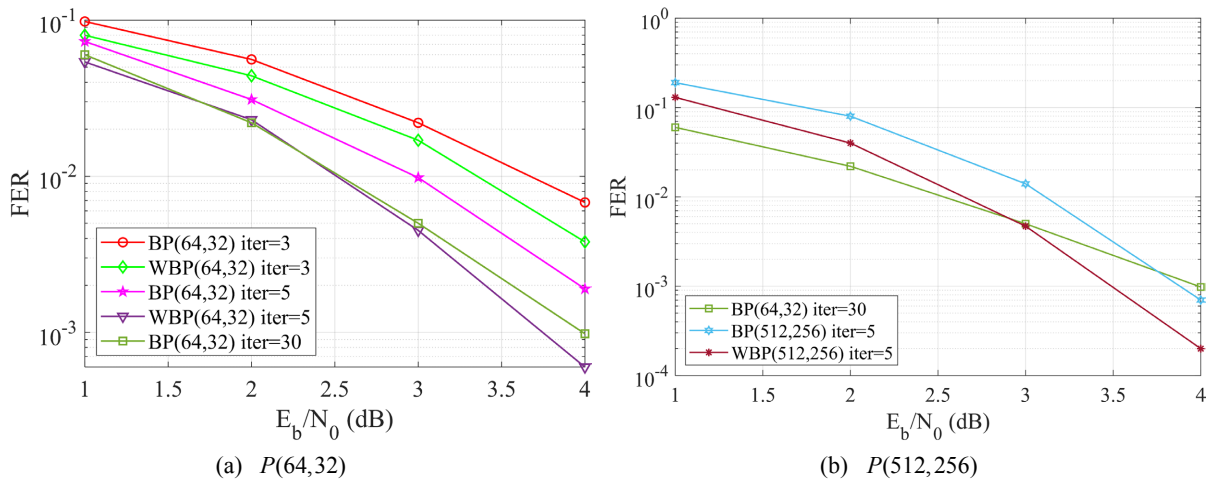 10^-1
10^-2
10^-3
FER
BP(64,32) iter=3
WBP(64,32) iter=3
BP(64,32) iter=5
WBP(64,32) iter=5
BP(64,32) iter=30
1 1.5 2 2.5 3 3.5 4
E_b/N_0 (dB)
(a) P(64,32)
10^0
10^-1
10^-2
10^-3
10^-4
FER
BP(64,32) iter=30
BP(512,256) iter=5
WBP(512,256) iter=5
1 1.5 2 2.5 3 3.5 4
E_b/N_0 (dB)
(b) P(512,256)